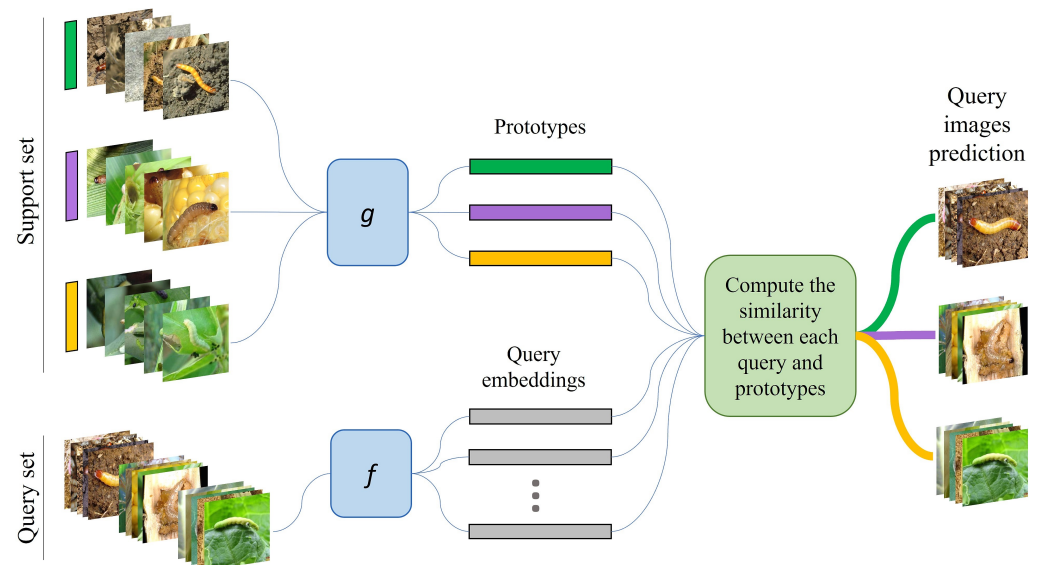 Support set
Query set
g
f
Prototypes
Query
embeddings
Compute the
similarity
between each
query and
prototypes
Query
images
prediction